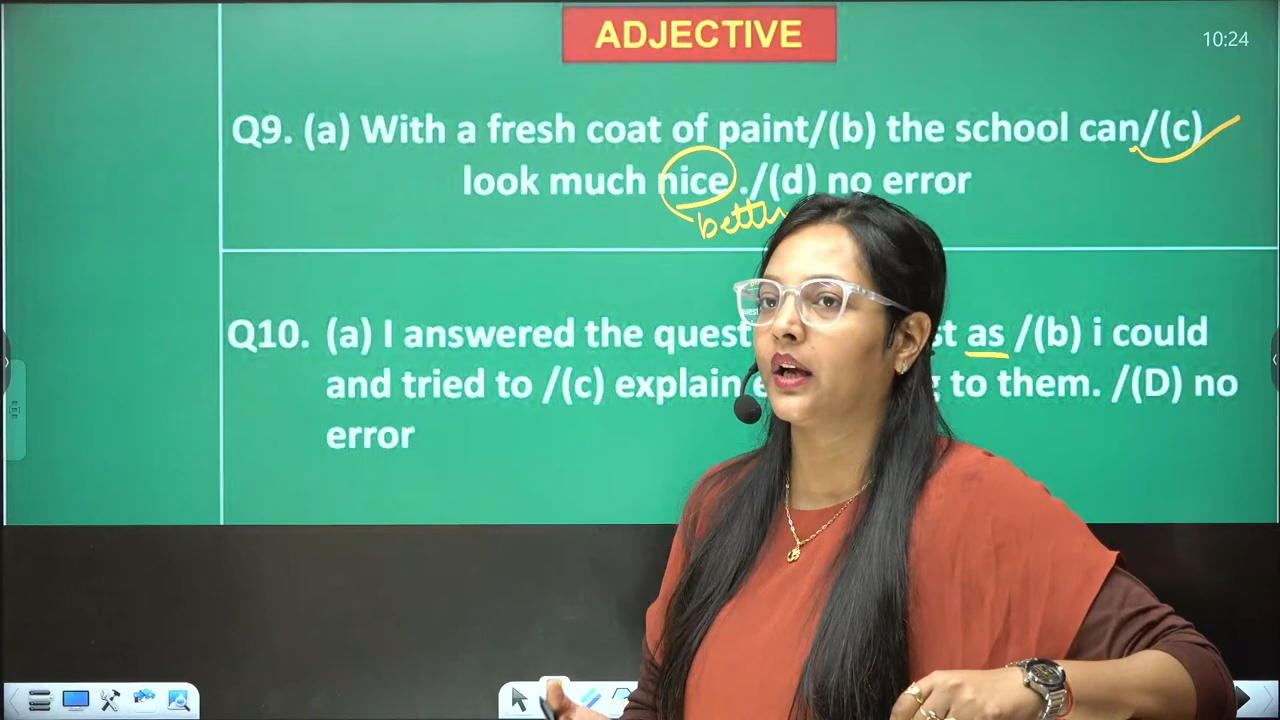 ADJECTIVE
10:24
Q9. (a) With a fresh coat of paint/(b) the school can/(c)
look much nice ./(d) no error
better
Q10. (a) I answered the as /(b) i could
and tried to /(c) explain to them. /(D) no
error